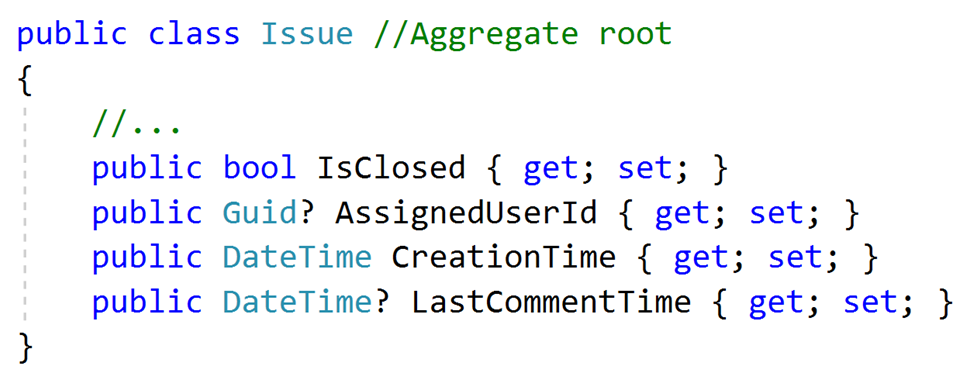 public class Issue //Aggregate root
{
//...
public bool IsClosed { get; set; }
public Guid? AssignedUserId { get; set; }
public DateTime CreationTime { get; set; }
public DateTime? LastCommentTime { get; set; }
}